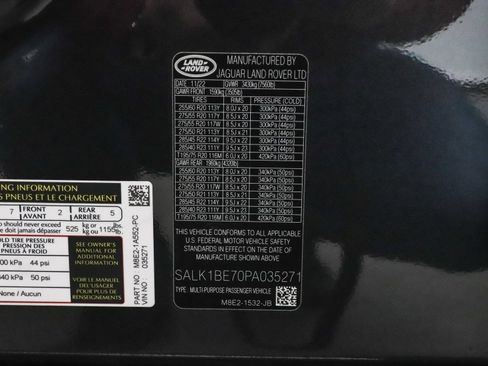 LAND
ROVER
MANUFACTURED BY
JAGUAR LAND ROVER LTD
DATE 11/22 GVWR 3430kg (7560lb)
GAWR FRONT 1590kg (3505lb)
TIRES RIMS PRESSURE (COLD)
255/60 R20 113Y 8.0J x 20 300kPa (44psi)
275/55 R20 117Y 8.5J x 20 300kPa (44psi)
275/55 R20 117W 8.5J x 20 300kPa (44psi)
275/50 R21 113Y 8.5J x 21 300kPa (44psi)
285/45 R22 114Y 9.5J x 22 300kPa (44psi)
285/40 R23 111Y 9.5J x 23 300kPa (44psi)
T195/75 R20 116M 6.0J x 20 420kPa (60psi)
GAWR REAR 1960kg (4320lb)
255/60 R20 113Y 8.0J x 20 340kPa (50psi)
275/55 R20 117Y 8.5J x 20 340kPa (50psi)
275/55 R20 117W 8.5J x 20 340kPa (50psi)
275/50 R21 113Y 8.5J x 21 340kPa (50psi)
285/45 R22 114Y 9.5J x 22 340kPa (50psi)
285/40 R23 111Y 9.5J x 23 340kPa (50psi)
T195/75 R20 116M 6.0J x 20 420kPa (60psi)
THIS VEHICLE CONFORMS TO ALL APPLICABLE
U.S. FEDERAL MOTOR VEHICLE SAFETY
STANDARDS IN EFFECT ON THE DATE
OF MANUFACTURE SHOWN ABOVE
SALK1BE70PA035271
TYPE: MULTI-PURPOSE PASSENGER VEHICLE
M8E2-1532-JB
ING INFORMATION
S PNEUS ET LE CHARGEMENT
7 FRONT AVANT 2 REAR ARRIÈRE 5
o should never exceed
e doit jamais dépasser 525 kg or kg ou 1155 lb
LD TIRE PRESSURE
ON DES PNEUS
À FROID
00 kPa 44 psi
40 kPa 50 psi
None / Aucun
SEE OWNER'S
MANUAL FOR
ADDITIONAL
INFORMATION
VOIR LE MANUEL
DE L'USAGER
POUR PLUS DE
RENSEIGNEMENTS
M8E2-1A552-PC
VIN NO : 035271